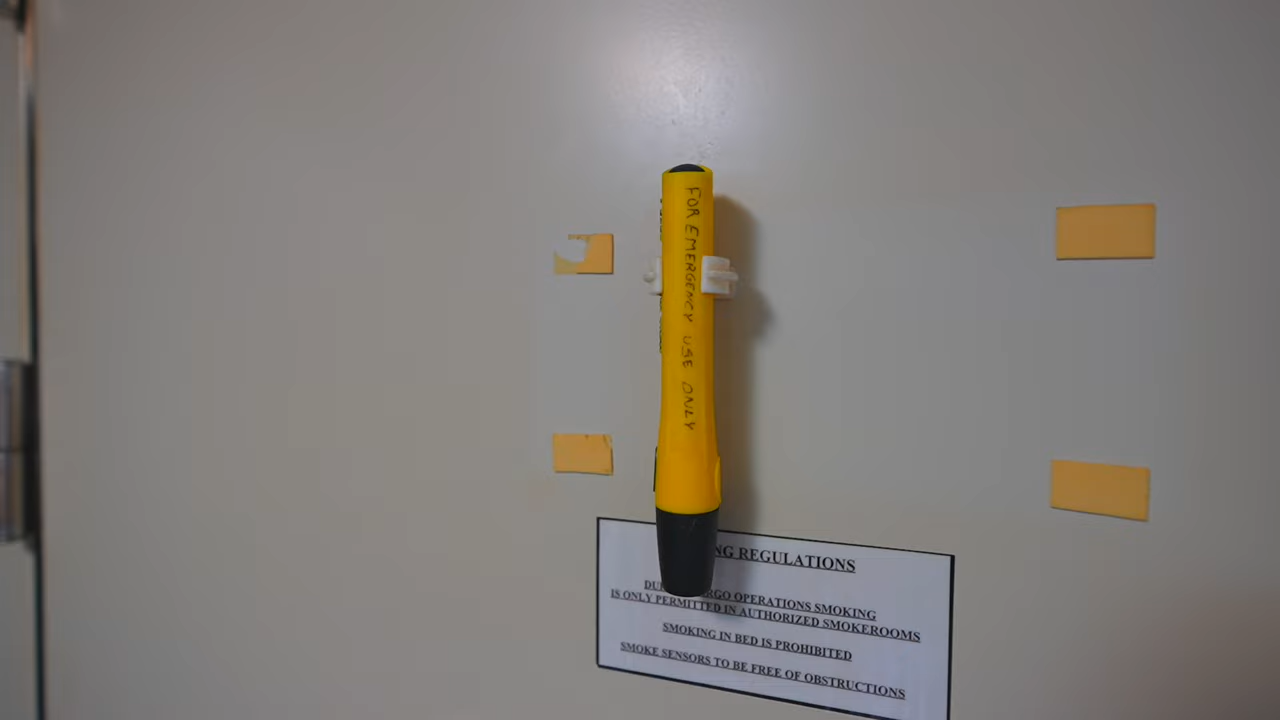 FOR EMERGENCY USE ONLY
NG REGULATIONS
DU RGO OPERATIONS SMOKING
IS ONLY PERMITTED IN AUTHORIZED SMOKEROOMS
SMOKING IN BED IS PROHIBITED
SMOKE SENSORS TO BE FREE OF OBSTRUCTIONS